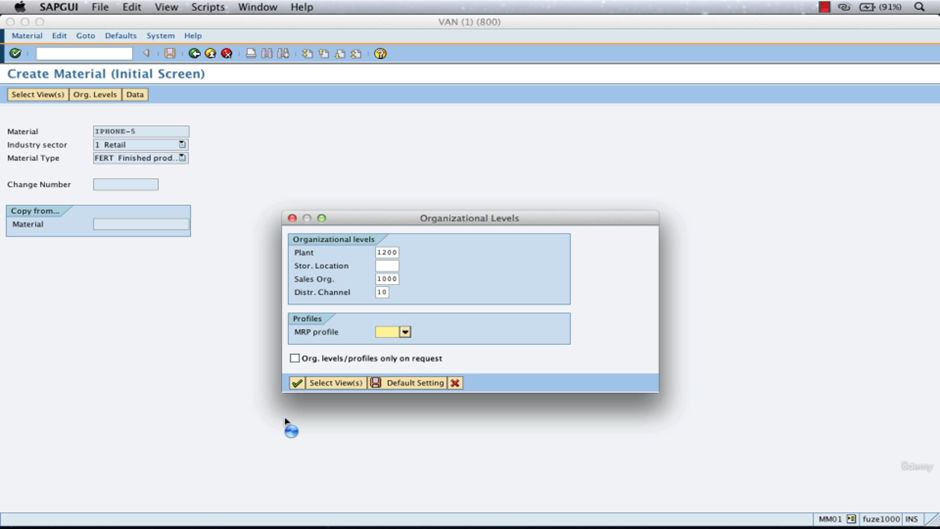 SAPGUI File Edit View Scripts Window Help (91%)
VAN (1) (800)
Material Edit Goto Defaults System Help
Create Material (Initial Screen)
Select View(s) Org. Levels Data
Material IPHONE-5
Industry sector 1 Retail
Material Type FERT Finished prod..
Change Number
Copy from...
Material
Organizational Levels
Organizational levels
Plant 1200
Stor. Location
Sales Org. 1000
Distr. Channel 10
Profiles
MRP profile
Org. levels/profiles only on request
Select View(s) Default Setting
Udemy
MM01 fuze1000 INS